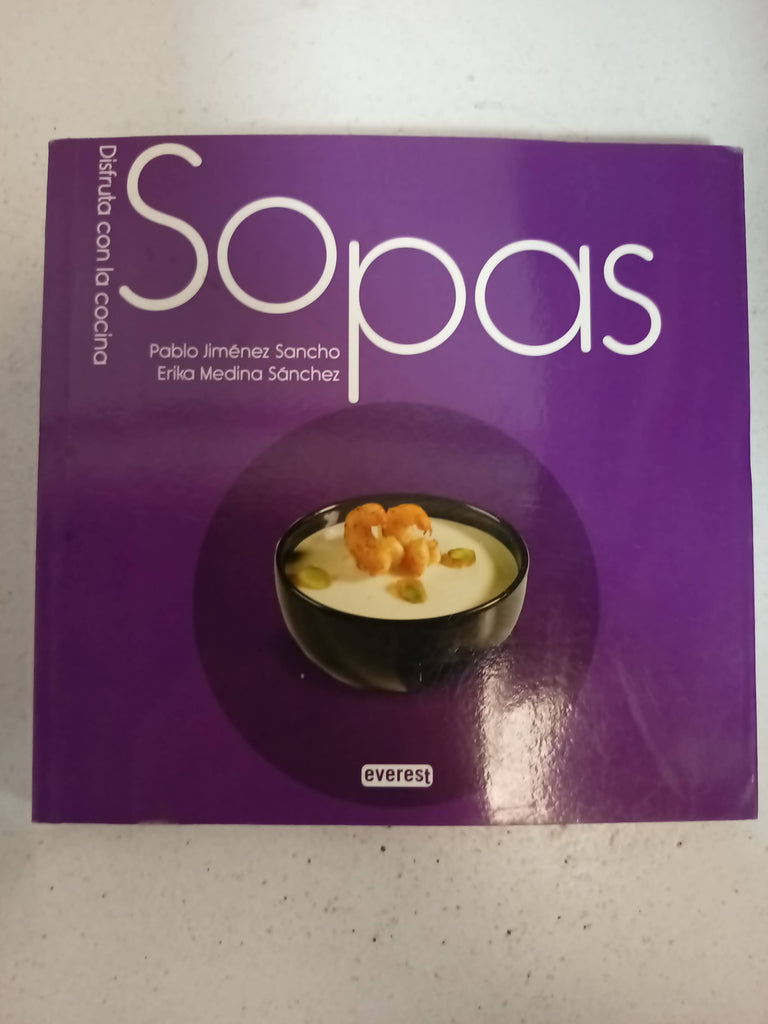 Disfruta con la cocina
Sopas
Pablo Jiménez Sancho
Erika Medina Sánchez
everest